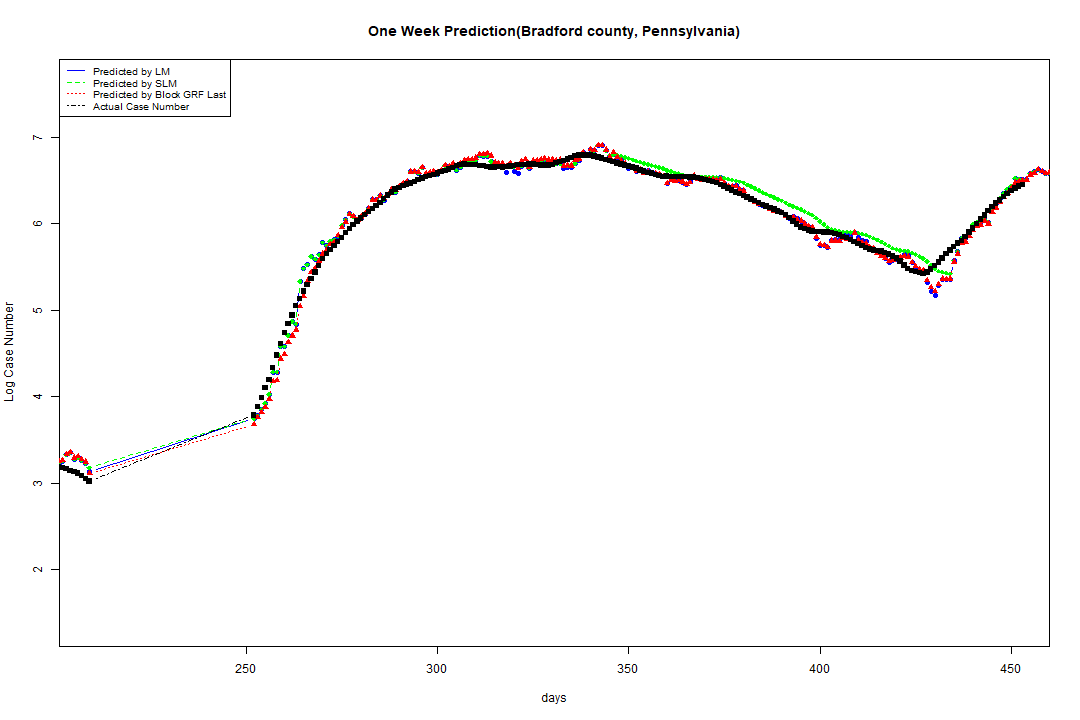 One Week Prediction(Bradford county, Pennsylvania)
Predicted by LM
Predicted by SLM
Predicted by Block GRF Last
Actual Case Number
7
6
5
4
3
2
Log Case Number
250 300 350 400 450
days